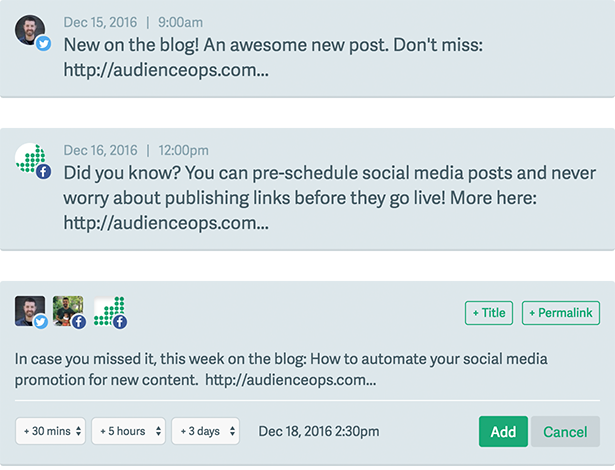 Dec 15, 2016 | 9:00am
New on the blog! An awesome new post. Don't miss:
http://audienceops.com...
Dec 16, 2016 | 12:00pm
Did you know? You can pre-schedule social media posts and never
worry about publishing links before they go live! More here:
http://audienceops.com...
+ Title + Permalink
In case you missed it, this week on the blog: How to automate your social media
promotion for new content. http://audienceops.com...
+ 30 mins + 5 hours + 3 days Dec 18, 2016 2:30pm Add Cancel